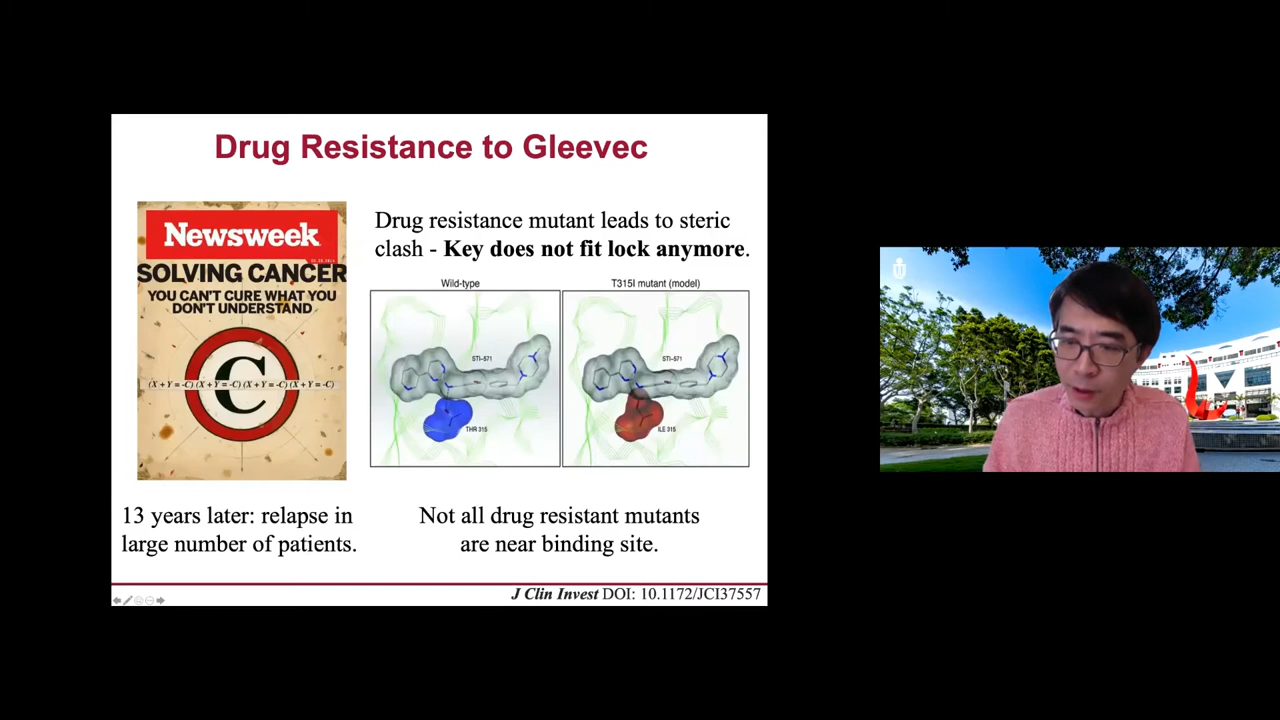 Drug Resistance to Gleevec
Newsweek
SOLVING CANCER
YOU CAN'T CURE WHAT YOU
DON'T UNDERSTAND
C
(X+Y=-C) (X+Y=-C) (X+Y=-C) (X+Y=-C)
13 years later: relapse in
large number of patients.
Drug resistance mutant leads to steric
clash - Key does not fit lock anymore.
Wild-type
STI-571
THR 315
T315I mutant (model)
STI-571
ILE 315
Not all drug resistant mutants
are near binding site.
J Clin Invest DOI: 10.1172/JCI37557